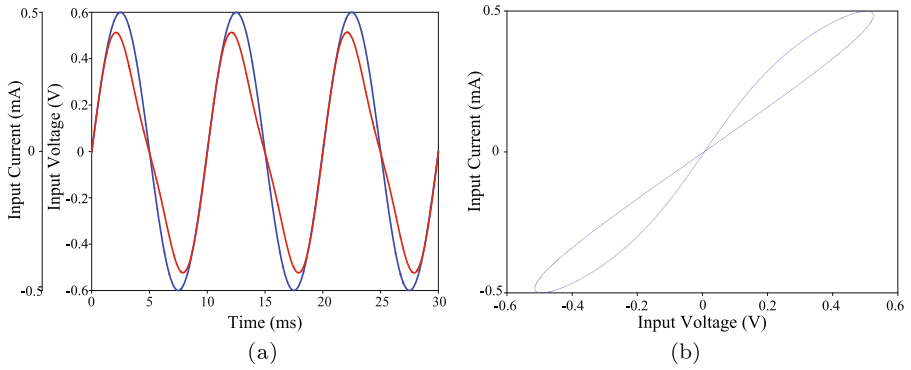 Input Current (mA)
0.5
0
-0.5
Input Voltage (V)
0.6
0.4
0.2
0
-0.2
-0.4
-0.6
0 5 10 15 20 25 30
Time (ms)
(a)
Input Current (mA)
0.5
0
-0.5
-0.6 -0.4 -0.2 0 0.2 0.4 0.6
Input Voltage (V)
(b)